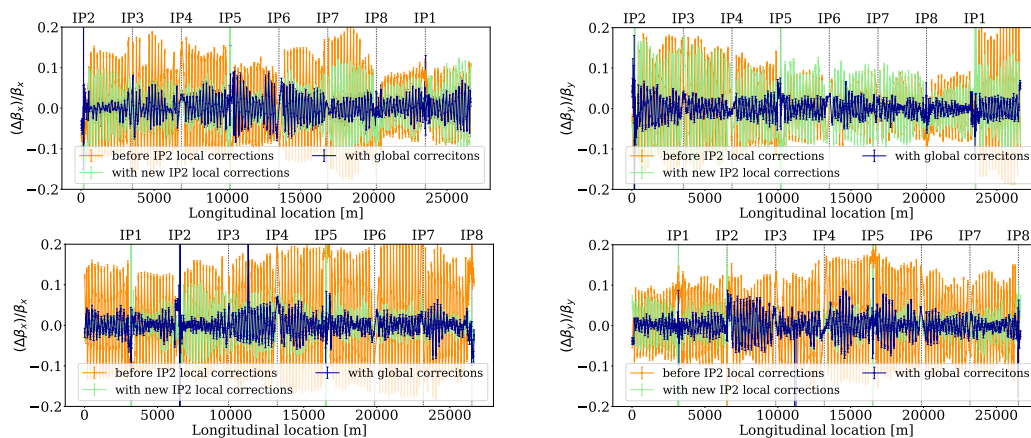 IP2 IP3 IP4 IP5 IP6 IP7 IP8 IP1
0.2
0.1
0.0
−0.1
−0.2
(Δβx)/βx
before IP2 local corrections
with global correcitons
with new IP2 local corrections
0 5000 10000 15000 20000 25000
Longitudinal location [m]
IP2 IP3 IP4 IP5 IP6 IP7 IP8 IP1
0.2
0.1
0.0
−0.1
−0.2
(Δβy)/βy
before IP2 local corrections
with global correcitons
with new IP2 local corrections
0 5000 10000 15000 20000 25000
Longitudinal location [m]
IP1 IP2 IP3 IP4 IP5 IP6 IP7 IP8
0.2
0.1
0.0
−0.1
−0.2
(Δβx)/βx
before IP2 local corrections
with global correcitons
with new IP2 local corrections
0 5000 10000 15000 20000 25000
Longitudinal location [m]
IP1 IP2 IP3 IP4 IP5 IP6 IP7 IP8
0.2
0.1
0.0
−0.1
−0.2
(Δβy)/βy
before IP2 local corrections
with global correcitons
with new IP2 local corrections
0 5000 10000 15000 20000 25000
Longitudinal location [m]